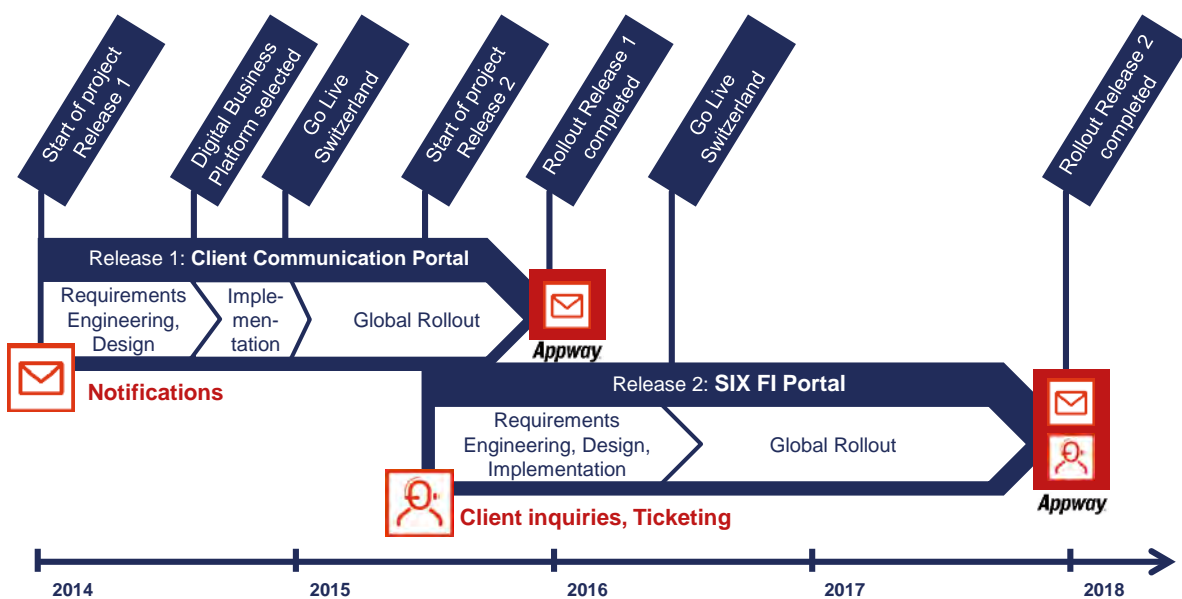 Start of project
Release 1
Digital Business
Platform selected
Go Live
Switzerland
Start of project
Release 2
Rollout Release 1
completed
Go Live
Switzerland
Rollout Release 2
completed
Release 1: Client Communication Portal
Requirements
Engineering,
Design
Imple-
men-
tation
Global Rollout
Appway
Notifications
Release 2: SIX FI Portal
Requirements
Engineering, Design,
Implementation
Global Rollout
Appway
Client inquiries, Ticketing
2014
2015
2016
2017
2018